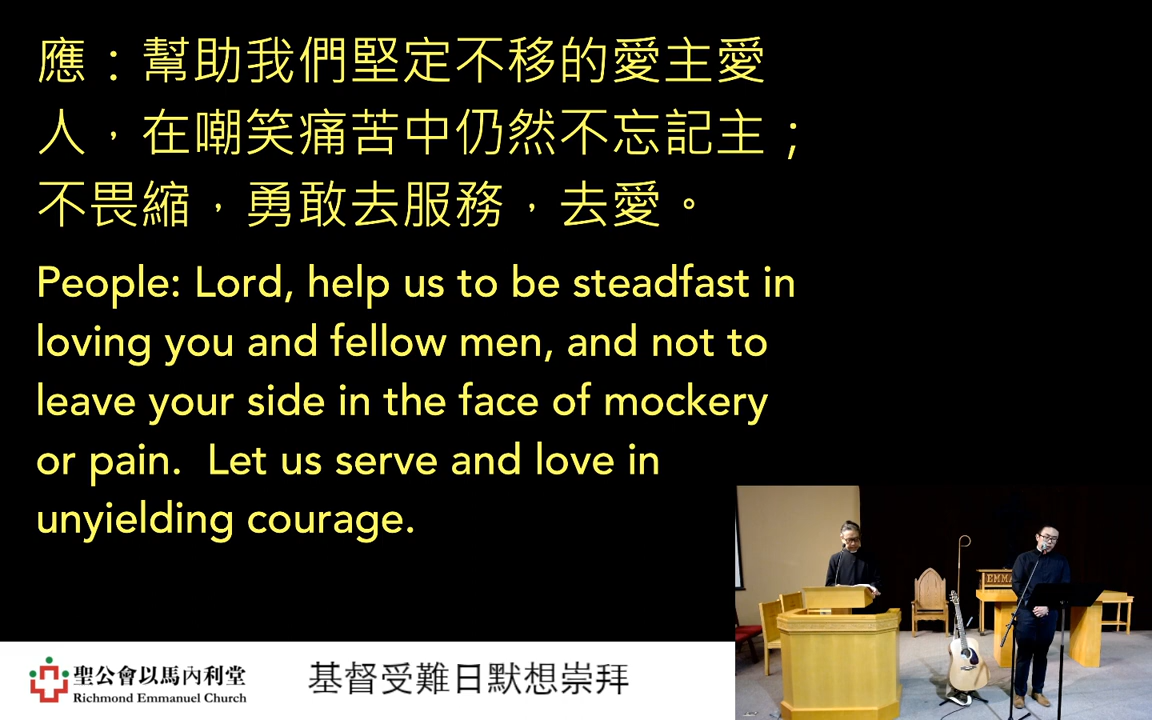 應：幫助我們堅定不移的愛主愛
人，在嘲笑痛苦中仍然不忘記主；
不畏縮，勇敢去服務，去愛。
People: Lord, help us to be steadfast in
loving you and fellow men, and not to
leave your side in the face of mockery
or pain.  Let us serve and love in
unyielding courage.
EMMA
聖公會以馬內利堂
Richmond Emmanuel Church
基督受難日默想崇拜